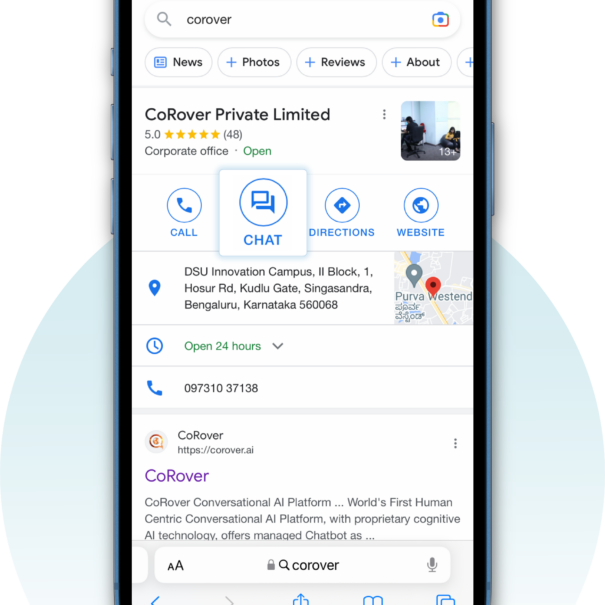 corover
News
Photos
Reviews
About
CoRover Private Limited
5.0 ★★★★★ (48)
Corporate office · Open
13+
CALL
CHAT
DIRECTIONS
WEBSITE
DSU Innovation Campus, II Block, 1,
Hosur Rd, Kudlu Gate, Singasandra,
Bengaluru, Karnataka 560068
Purva Westend
ಪೂರ್ವ
ವೆಸ್ಟೆಂಡ್
Open 24 hours
097310 37138
CoRover
https://corover.ai
CoRover
CoRover Conversational AI Platform ... World's First Human
Centric Conversational AI Platform, with proprietary cognitive
AI technology, offers managed Chatbot as ...
AA
corover